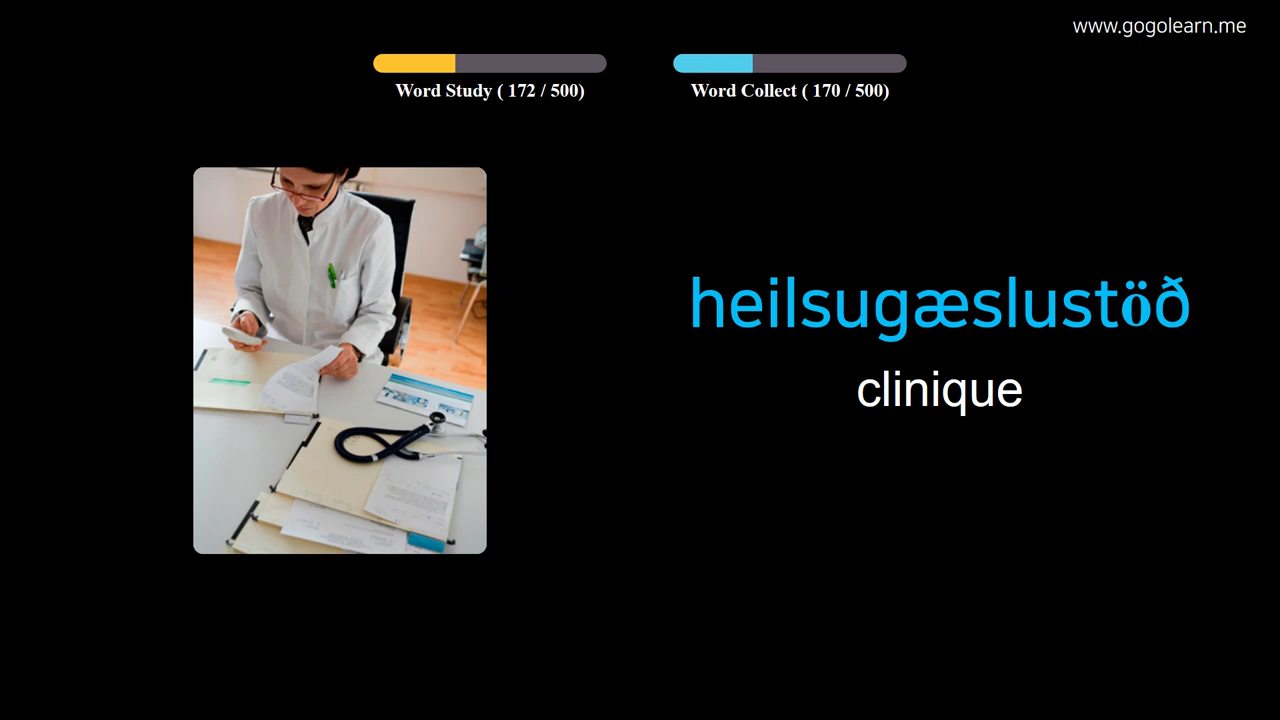 www.gogolearn.me
Word Study ( 172 / 500)
Word Collect ( 170 / 500)
heilsugæslustöð
clinique